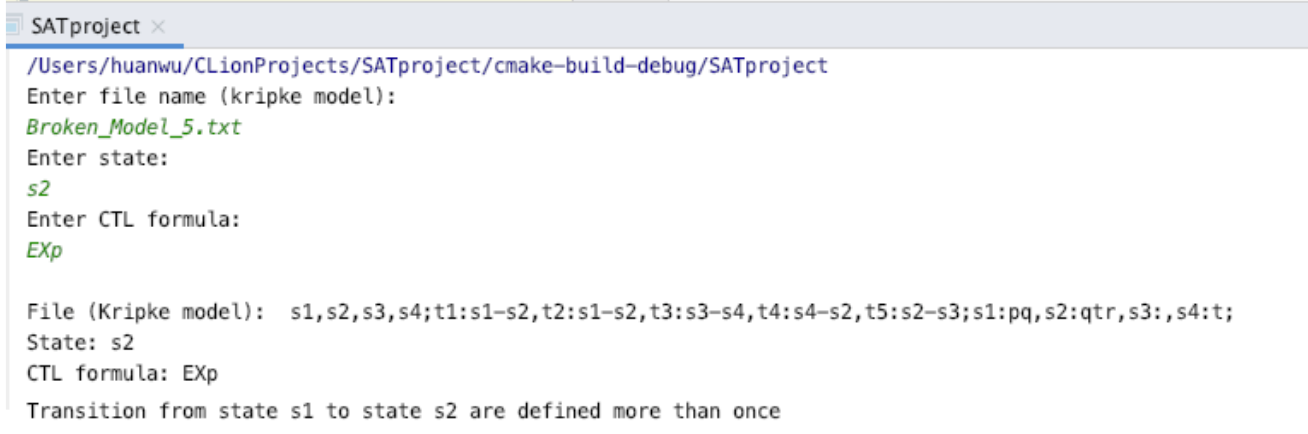 SATproject ×
/Users/huanwu/CLionProjects/SATproject/cmake-build-debug/SATproject
Enter file name (kripke model):
Broken_Model_5.txt
Enter state:
s2
Enter CTL formula:
EXp
File (Kripke model):  s1,s2,s3,s4;t1:s1-s2,t2:s1-s2,t3:s3-s4,t4:s4-s2,t5:s2-s3;s1:pq,s2:qtr,s3:,s4:t;
State: s2
CTL formula: EXp
Transition from state s1 to state s2 are defined more than once